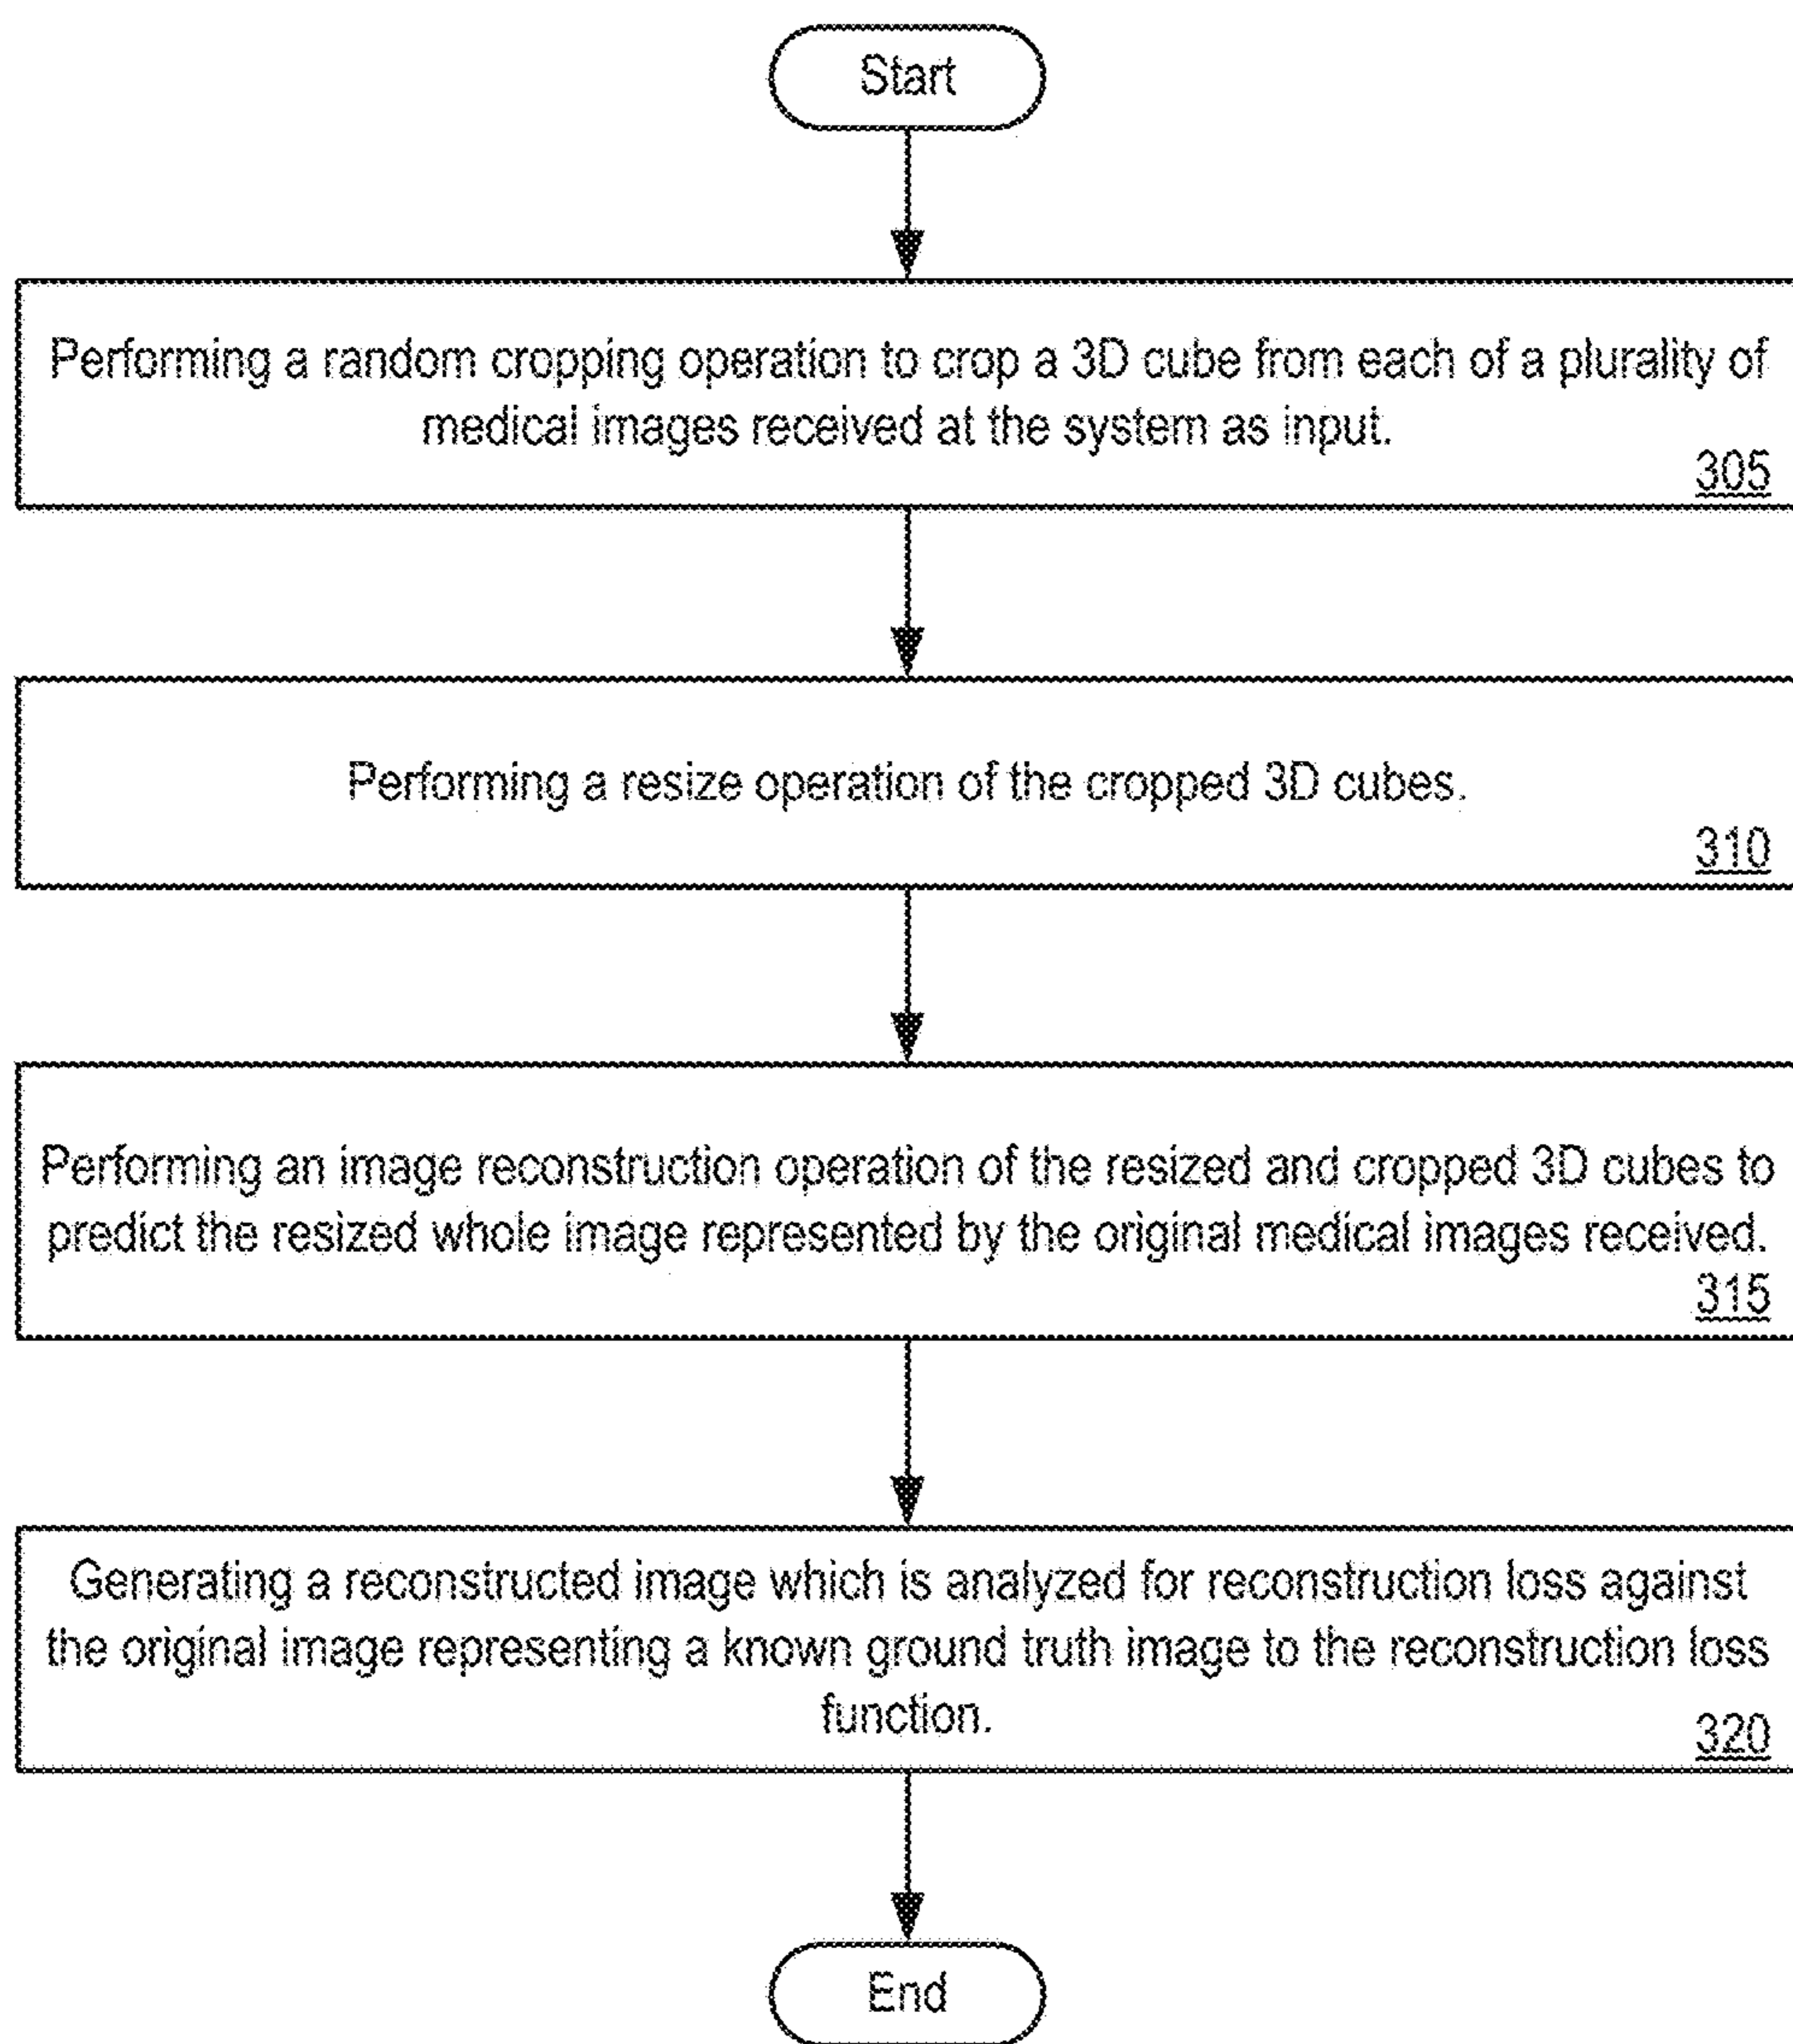 Start
Performing a random cropping operation to crop a 3D cube from each of a plurality of
medical images received at the system as input.
305
Performing a resize operation of the cropped 3D cubes.
310
Performing an image reconstruction operation of the resized and cropped 3D cubes to
predict the resized whole image represented by the original medical images received.
315
Generating a reconstructed image which is analyzed for reconstruction loss against
the original image representing a known ground truth image to the reconstruction loss
function.
320
End